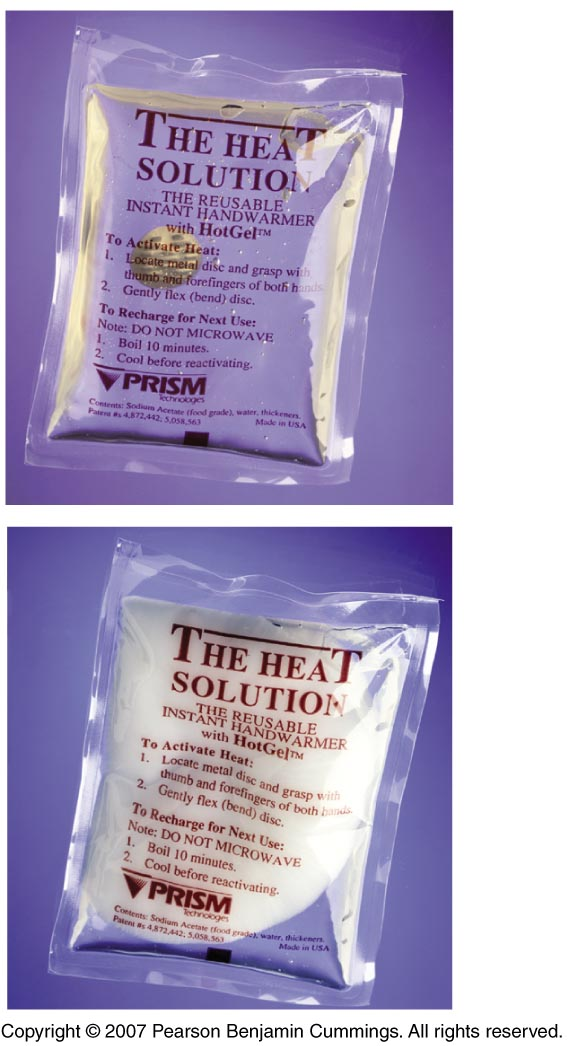 THE HEAT
SOLUTION
THE REUSABLE
INSTANT HANDWARMER
with HotGel™
To Activate Heat:
1. Locate metal disc and grasp with
thumb and forefingers of both hands.
2. Gently flex (bend) disc.
To Recharge for Next Use:
Note: DO NOT MICROWAVE
1. Boil 10 minutes.
2. Cool before reactivating.
PRISM
Technologies
Contents: Sodium Acetate (food grade), water, thickeners.
Patent #s 4,872,442; 5,058,563 Made in USA
THE HEAT
SOLUTION
THE REUSABLE
INSTANT HANDWARMER
with HotGel™
To Activate Heat:
1. Locate metal disc and grasp with
thumb and forefingers of both hands.
2. Gently flex (bend) disc.
To Recharge for Next Use:
Note: DO NOT MICROWAVE
1. Boil 10 minutes.
2. Cool before reactivating.
PRISM
Technologies
Contents: Sodium Acetate (food grade), water, thickeners.
Patent #s 4,872,442; 5,058,563 Made in USA
Copyright © 2007 Pearson Benjamin Cummings. All rights reserved.